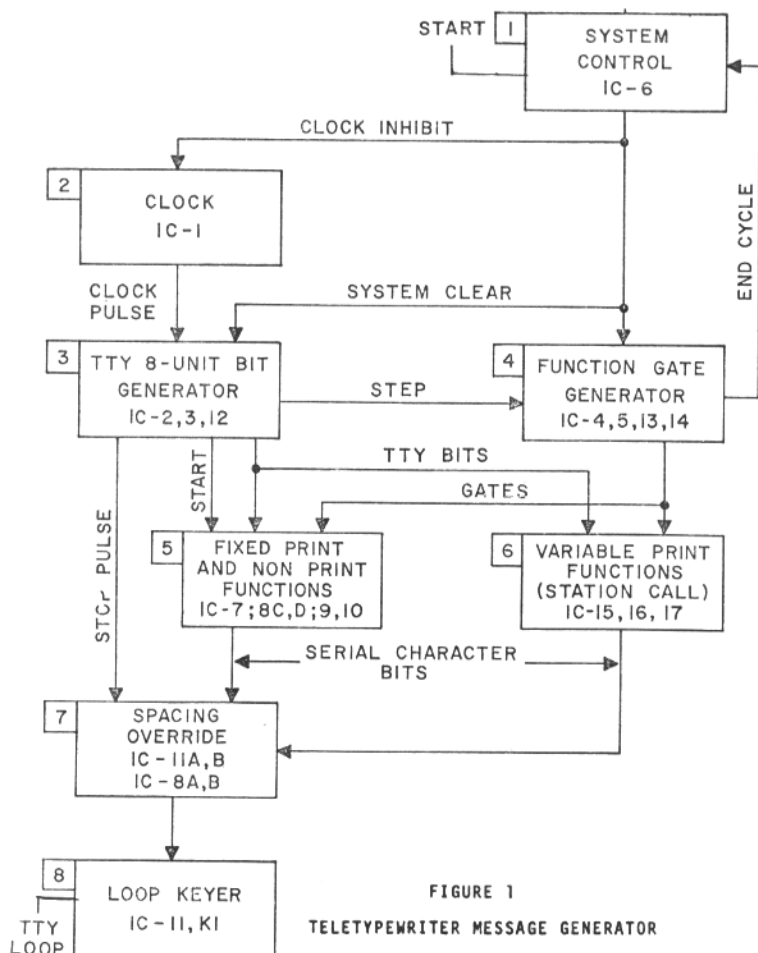 START
1
SYSTEM
CONTROL
IC-6
CLOCK INHIBIT
2
CLOCK
IC-1
END CYCLE
CLOCK
PULSE
SYSTEM CLEAR
3
TTY 8-UNIT BIT
GENERATOR
IC-2,3,12
STEP
4
FUNCTION GATE
GENERATOR
IC-4,5,13,14
TTY BITS
START
GATES
STCr PULSE
5
FIXED PRINT
AND NON PRINT
FUNCTIONS
IC-7;8C,D;9,10
6
VARIABLE PRINT
FUNCTIONS
(STATION CALL)
IC-15,16,17
SERIAL CHARACTER
BITS
7
SPACING
OVERRIDE
IC-11A,B
IC-8A,B
8
LOOP KEYER
IC-11,K1
TTY
LOOP
FIGURE 1
TELETYPEWRITER MESSAGE GENERATOR